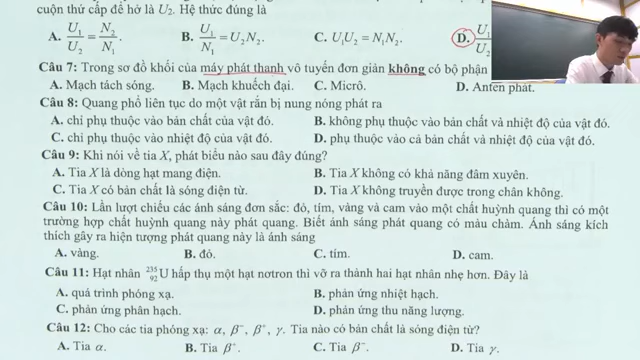 cuộn thứ cấp để hở là U₂. Hệ thức đúng là
A. U₁/U₂ = N₂/N₁. B. U₁/N₁ = U₂N₂. C. U₁U₂ = N₁N₂. D. U₁/U₂
Câu 7: Trong sơ đồ khối của máy phát thanh vô tuyến đơn giản không có bộ phận
A. Mạch tách sóng. B. Mạch khuếch đại. C. Micrô. D. Anten phát.
Câu 8: Quang phổ liên tục do một vật rắn bị nung nóng phát ra
A. chỉ phụ thuộc vào bản chất của vật đó. B. không phụ thuộc vào bản chất và nhiệt độ của vật đó.
C. chỉ phụ thuộc vào nhiệt độ của vật đó. D. phụ thuộc vào cả bản chất và nhiệt độ của vật đó.
Câu 9: Khi nói về tia X, phát biểu nào sau đây đúng?
A. Tia X là dòng hạt mang điện. B. Tia X không có khả năng đâm xuyên.
C. Tia X có bản chất là sóng điện từ. D. Tia X không truyền được trong chân không.
Câu 10: Lần lượt chiếu các ánh sáng đơn sắc: đỏ, tím, vàng và cam vào một chất huỳnh quang thì có một
trường hợp chất huỳnh quang này phát quang. Biết ánh sáng phát quang có màu chàm. Ánh sáng kích
thích gây ra hiện tượng phát quang này là ánh sáng
A. vàng. B. đỏ. C. tím. D. cam.
Câu 11: Hạt nhân ²³⁵₉₂U hấp thụ một hạt nơtron thì vỡ ra thành hai hạt nhân nhẹ hơn. Đây là
A. quá trình phóng xạ. B. phản ứng nhiệt hạch.
C. phản ứng phân hạch. D. phản ứng thu năng lượng.
Câu 12: Cho các tia phóng xạ: α, β⁻, β⁺, γ. Tia nào có bản chất là sóng điện từ?
A. Tia α. B. Tia β⁺. C. Tia β⁻. D. Tia γ.